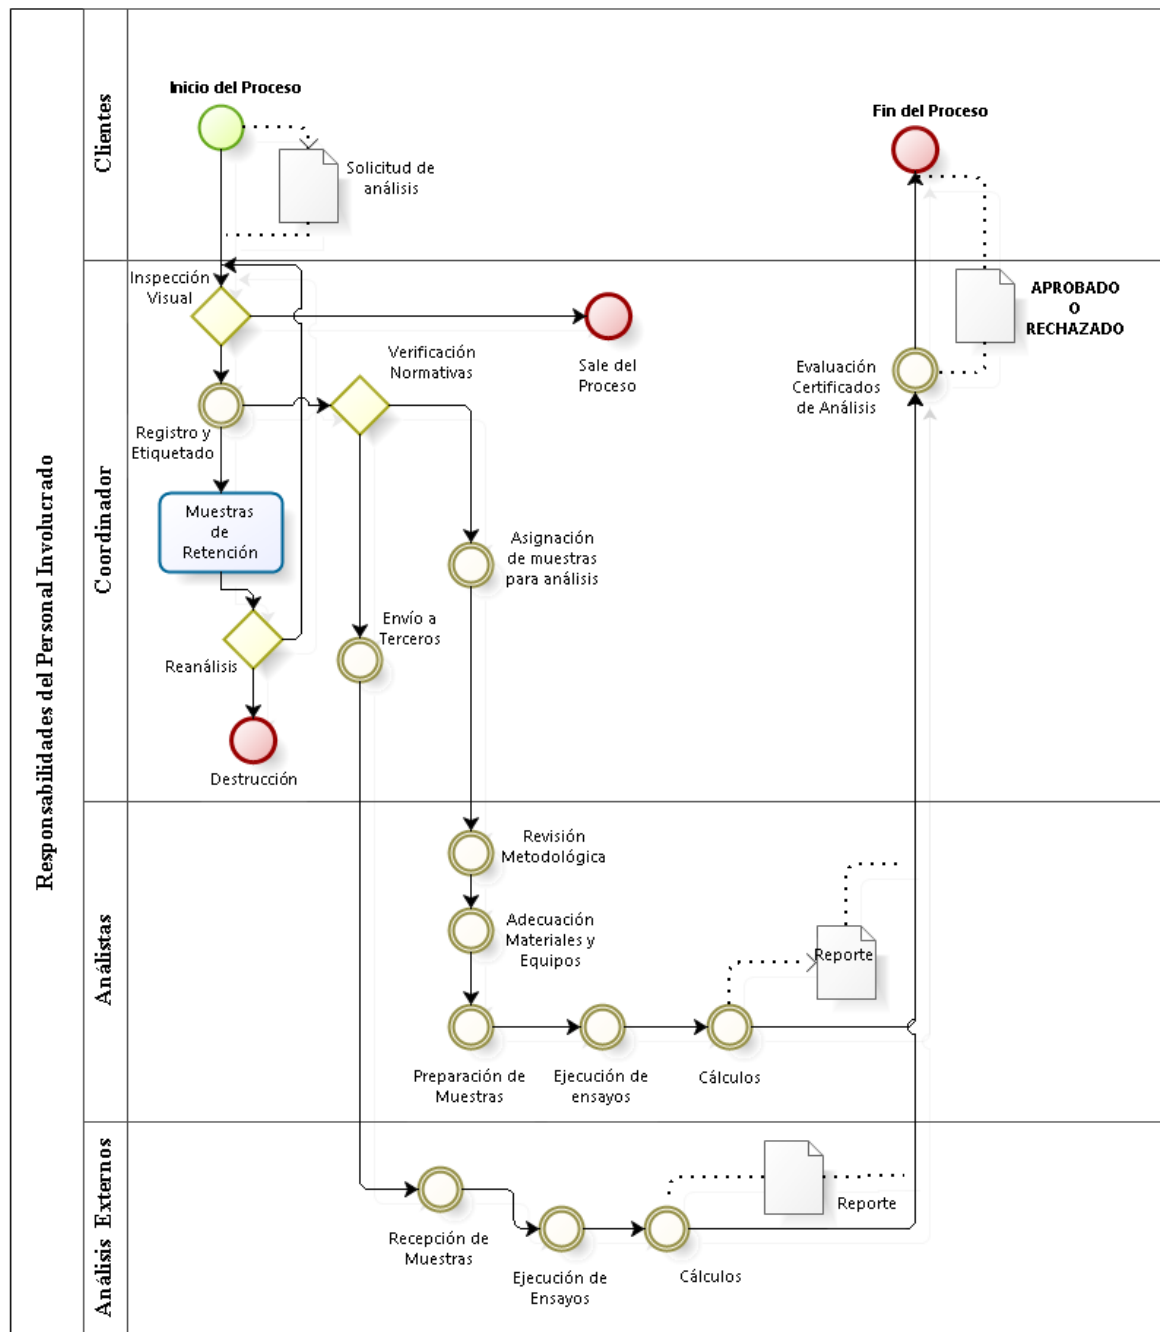 Responsabilidades del Personal Involucrado
Clientes
Inicio del Proceso
Solicitud de
análisis
Fin del Proceso
Coordinador
Inspección
Visual
Sale del
Proceso
APROBADO
O
RECHAZADO
Verificación
Normativas
Evaluación
Certificados
de Análisis
Registro y
Etiquetado
Muestras
de
Retención
Asignación
de muestras
para análisis
Envío a
Terceros
Reanálisis
Destrucción
Análistas
Revisión
Metodológica
Adecuación
Materiales y
Equipos
Reporte
Preparación de
Muestras
Ejecución de
ensayos
Cálculos
Análisis Externos
Recepción de
Muestras
Ejecución de
Ensayos
Cálculos
Reporte